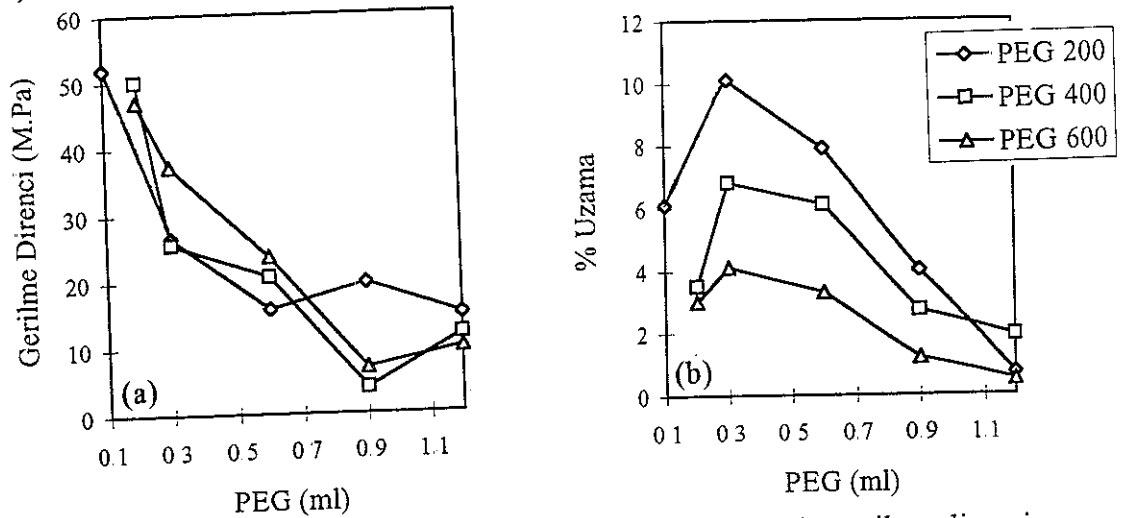 60
50
40
30
20
10
0
Gerilme Direnci (M.Pa)
(a)
0.1 0.3 0.5 0.7 0.9 1.1
PEG (ml)
12
10
8
6
4
2
0
% Uzama
(b)
0.1 0.3 0.5 0.7 0.9 1.1
PEG (ml)
PEG 200
PEG 400
PEG 600